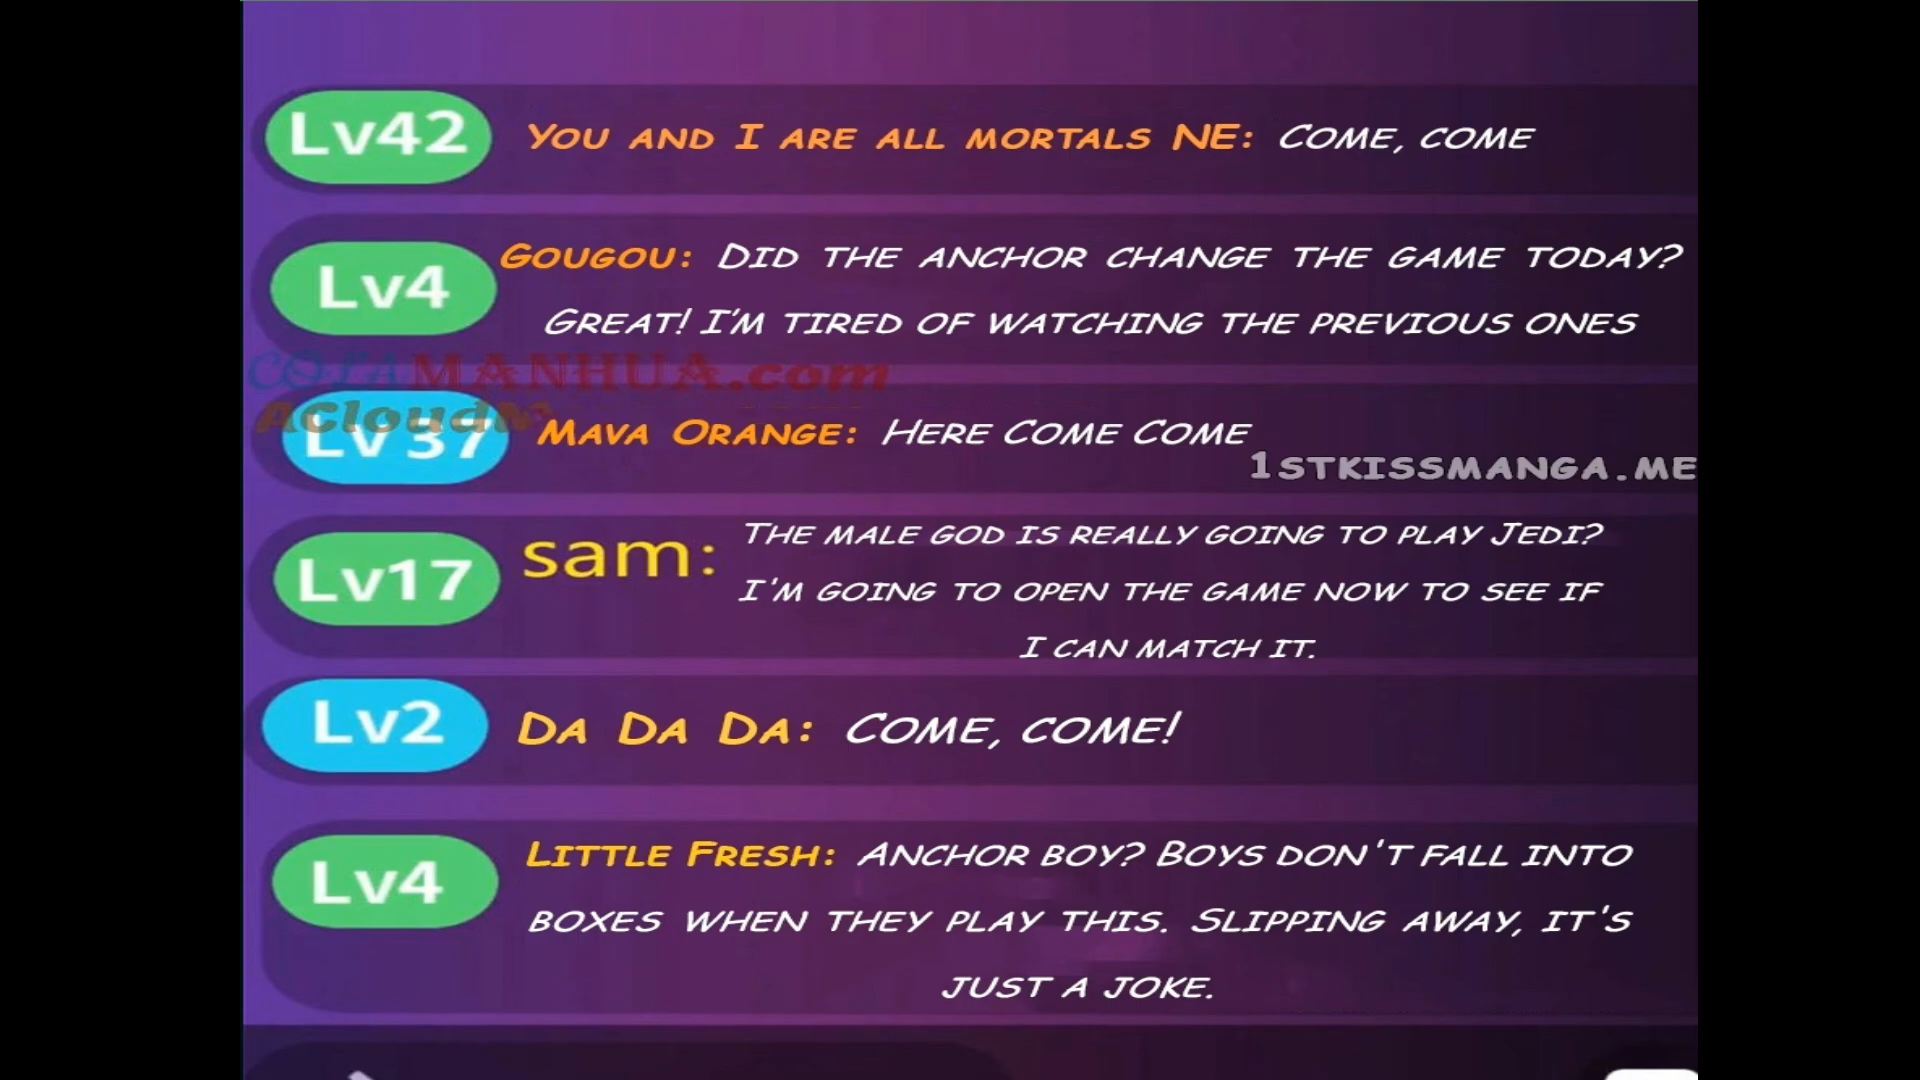 Lv42 You and I are all mortals NE: Come, come
Lv4 Gougou: Did the anchor change the game today?
Great! I'm tired of watching the previous ones
COLAMANHUA.com
ACloudM
Lv 37 Mava Orange: Here Come Come
1STKISSMANGA.ME
Lv17 sam: The male god is really going to play Jedi?
I'm going to open the game now to see if
I can match it.
Lv2 Da Da Da: Come, come!
Lv4 Little Fresh: Anchor boy? Boys don't fall into
boxes when they play this. Slipping away, it's
just a joke.